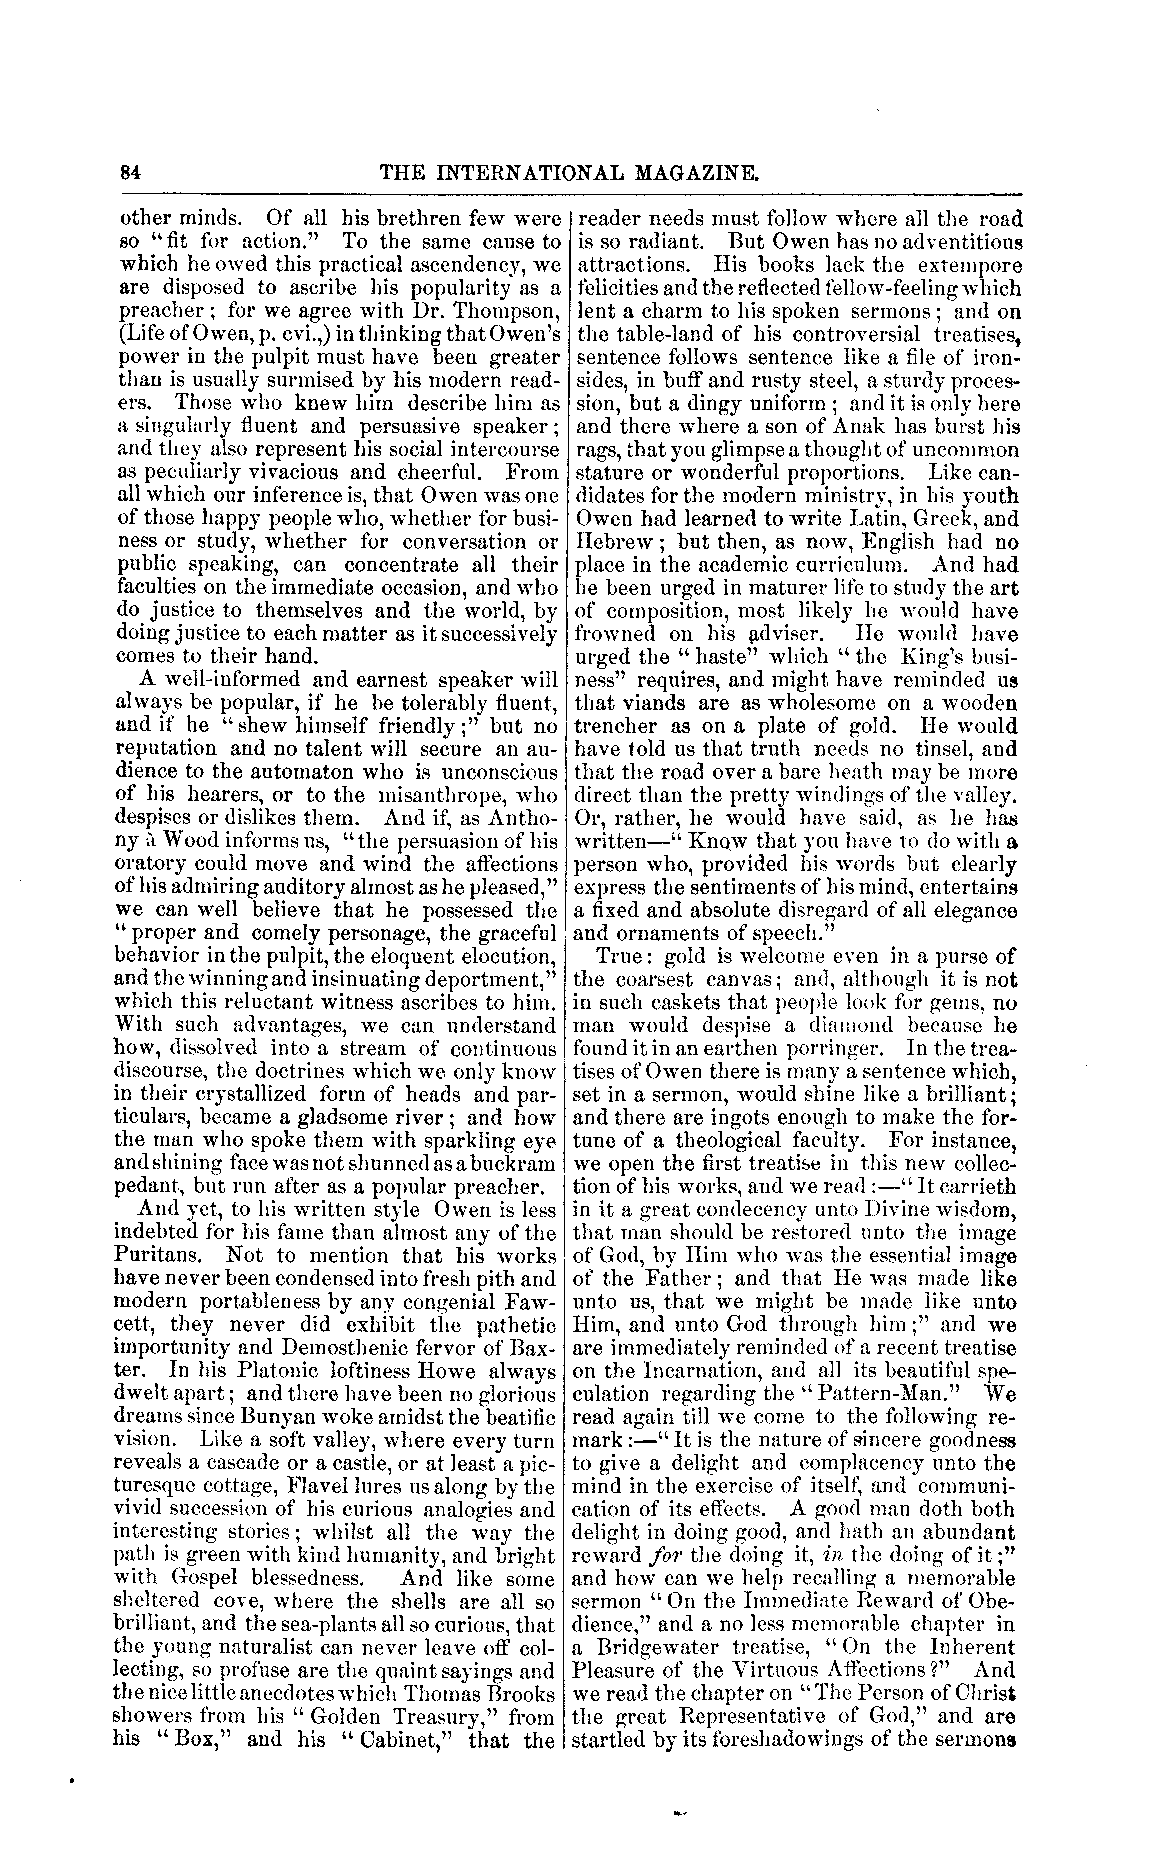 84 THE INTERNATIONAL MAGAZINE.
other minds. Of all his brethren few were
so “fit for action.” To the same cause to
which he owed this practical ascendency, we
are disposed to ascribe his popularity as a
preacher; for we agree with Dr. Thompson,
(Life of Owen, p. cvi.,) in thinking that Owen's
power in the pulpit must have been greater
than is usually surmised by his modern read-
ers. Those who knew him describe him as
a singularly fluent and persuasive speaker;
and they also represent his social intercourse
as peculiarly vivacious and cheerful. From
all which our inference is, that Owen was one
of those happy people who, whether for busi-
ness or study, whether for conversation or
public speaking, can concentrate all their
faculties on the immediate occasion, and who
do justice to themselves and the world, by
doing justice to each matter as it successively
comes to their hand.
A well-informed and earnest speaker will
always be popular, if he be tolerably fluent,
and if he “shew himself friendly;” but no
reputation and no talent will secure an au-
dience to the automaton who is unconscious
of his hearers, or to the misanthrope, who
despises or dislikes them. And if, as Antho-
ny à Wood informs us, “the persuasion of his
oratory could move and wind the affections
of his admiring auditory almost as he pleased,”
we can well believe that he possessed the
“proper and comely personage, the graceful
behavior in the pulpit, the eloquent elocution,
and the winning and insinuating deportment,”
which this reluctant witness ascribes to him.
With such advantages, we can understand
how, dissolved into a stream of continuous
discourse, the doctrines which we only know
in their crystallized form of heads and par-
ticulars, became a gladsome river; and how
the man who spoke them with sparkling eye
and shining face was not shunned as a buckram
pedant, but run after as a popular preacher.
And yet, to his written style Owen is less
indebted for his fame than almost any of the
Puritans. Not to mention that his works
have never been condensed into fresh pith and
modern portableness by any congenial Faw-
cett, they never did exhibit the pathetic
importunity and Demosthenic fervor of Bax-
ter. In his Platonic loftiness Howe always
dwelt apart; and there have been no glorious
dreams since Bunyan woke amidst the beatific
vision. Like a soft valley, where every turn
reveals a cascade or a castle, or at least a pic-
turesque cottage, Flavel lures us along by the
vivid succession of his curious analogies and
interesting stories; whilst all the way the
path is green with kind humanity, and bright
with Gospel blessedness. And like some
sheltered cove, where the shells are all so
brilliant, and the sea-plants all so curious, that
the young naturalist can never leave off col-
lecting, so profuse are the quaint sayings and
the nice little anecdotes which Thomas Brooks
showers from his “Golden Treasury,” from
his “Box,” and his “Cabinet,” that the
reader needs must follow where all the road
is so radiant. But Owen has no adventitious
attractions. His books lack the extempore
felicities and the reflected fellow-feeling which
lent a charm to his spoken sermons; and on
the table-land of his controversial treatises,
sentence follows sentence like a file of iron-
sides, in buff and rusty steel, a sturdy proces-
sion, but a dingy uniform; and it is only here
and there where a son of Anak has burst his
rags, that you glimpse a thought of uncommon
stature or wonderful proportions. Like can-
didates for the modern ministry, in his youth
Owen had learned to write Latin, Greek, and
Hebrew; but then, as now, English had no
place in the academic curriculum. And had
he been urged in maturer life to study the art
of composition, most likely he would have
frowned on his adviser. He would have
urged the “haste” which “the King's busi-
ness” requires, and might have reminded us
that viands are as wholesome on a wooden
trencher as on a plate of gold. He would
have told us that truth needs no tinsel, and
that the road over a bare heath may be more
direct than the pretty windings of the valley.
Or, rather, he would have said, as he has
written—“Know that you have to do with a
person who, provided his words but clearly
express the sentiments of his mind, entertains
a fixed and absolute disregard of all elegance
and ornaments of speech.”
True: gold is welcome even in a purse of
the coarsest canvas; and, although it is not
in such caskets that people look for gems, no
man would despise a diamond because he
found it in an earthen porringer. In the trea-
tises of Owen there is many a sentence which,
set in a sermon, would shine like a brilliant;
and there are ingots enough to make the for-
tune of a theological faculty. For instance,
we open the first treatise in this new collec-
tion of his works, and we read:—“It carrieth
in it a great condecency unto Divine wisdom,
that man should be restored unto the image
of God, by Him who was the essential image
of the Father; and that He was made like
unto us, that we might be made like unto
Him, and unto God through him;” and we
are immediately reminded of a recent treatise
on the Incarnation, and all its beautiful spe-
culation regarding the “Pattern-Man.” We
read again till we come to the following re-
mark:—“It is the nature of sincere goodness
to give a delight and complacency unto the
mind in the exercise of itself, and communi-
cation of its effects. A good man doth both
delight in doing good, and hath an abundant
reward for the doing it, in the doing of it;”
and how can we help recalling a memorable
sermon “On the Immediate Reward of Obe-
dience,” and a no less memorable chapter in
a Bridgewater treatise, “On the Inherent
Pleasure of the Virtuous Affections?” And
we read the chapter on “The Person of Christ
the great Representative of God,” and are
startled by its foreshadowings of the sermons